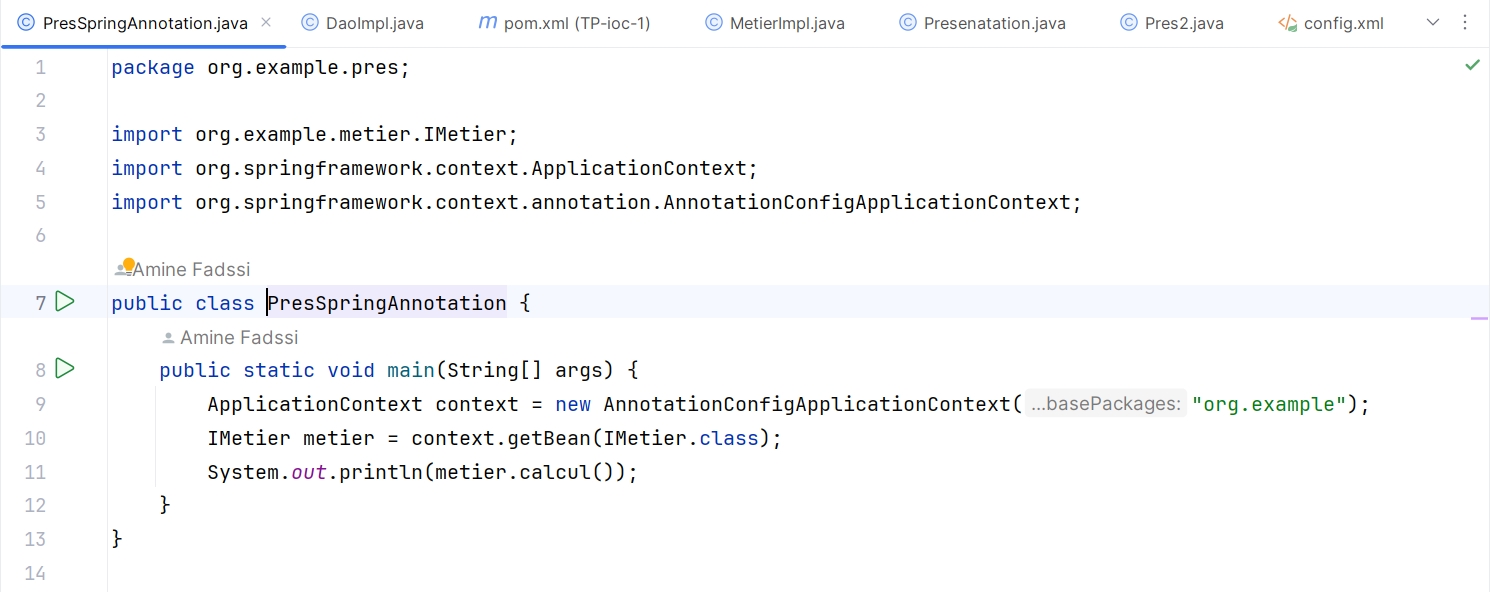 PresSpringAnnotation.java DaoImpl.java pom.xml (TP-ioc-1) MetierImpl.java Presenatation.java Pres2.java config.xml
1 package org.example.pres;
2
3 import org.example.metier.IMetier;
4 import org.springframework.context.ApplicationContext;
5 import org.springframework.context.annotation.AnnotationConfigApplicationContext;
6
Amine Fadssi
7 public class PresSpringAnnotation {
Amine Fadssi
8 public static void main(String[] args) {
9 ApplicationContext context = new AnnotationConfigApplicationContext( ...basePackages: "org.example");
10 IMetier metier = context.getBean(IMetier.class);
11 System.out.println(metier.calcul());
12 }
13 }
14